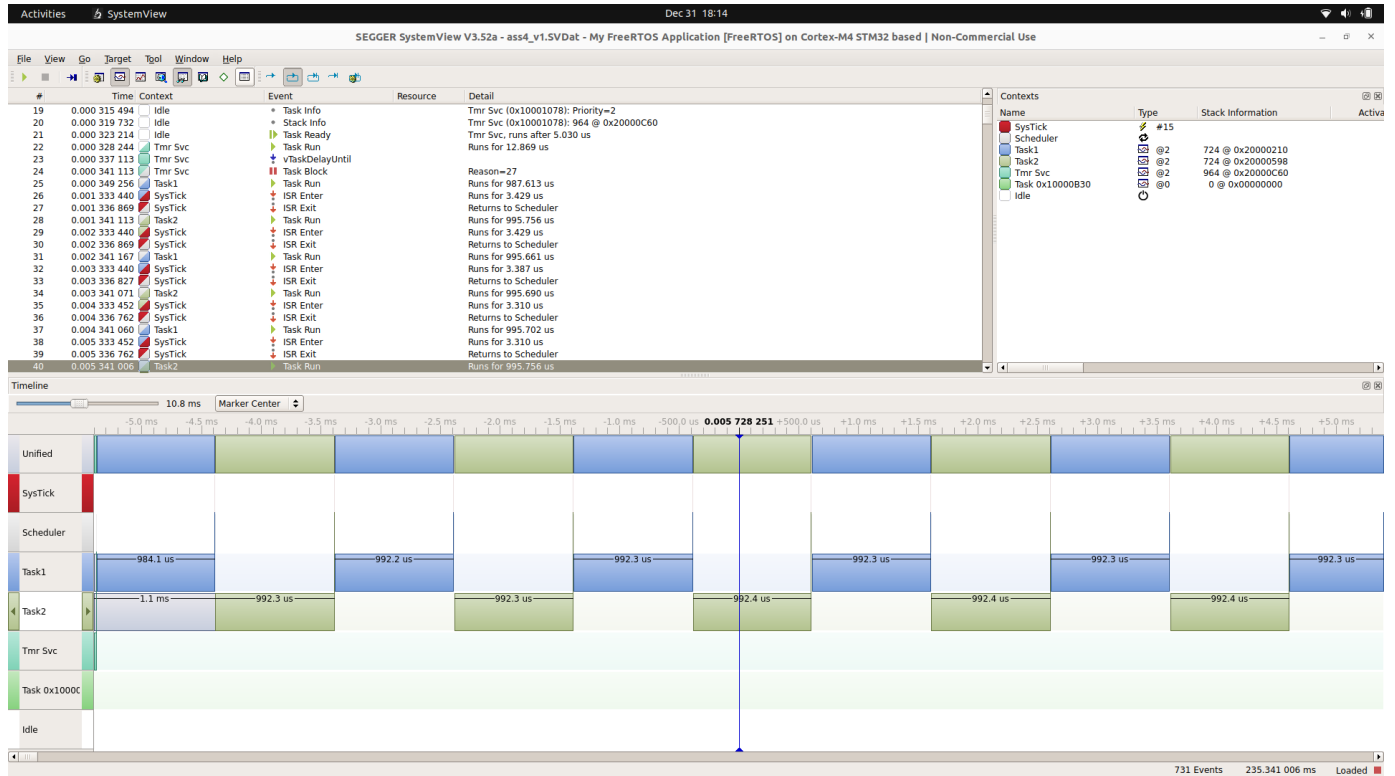 Activities SystemView Dec 31 18:14
SEGGER SystemView V3.52a - ass4_v1.SVDat - My FreeRTOS Application [FreeRTOS] on Cortex-M4 STM32 based | Non-Commercial Use
File View Go Target Tool Window Help
# Time Context Event Resource Detail
19 0.000 315 494 Idle Task Info Tmr Svc (0x10001078): Priority=2
20 0.000 319 732 Idle Stack Info Tmr Svc (0x10001078): 964 @ 0x20000C60
21 0.000 323 214 Idle Task Ready Tmr Svc, runs after 5.030 us
22 0.000 328 244 Tmr Svc Task Run Runs for 12.869 us
23 0.000 337 113 Tmr Svc vTaskDelayUntil
24 0.000 341 113 Tmr Svc Task Block Reason=27
25 0.000 349 256 Task1 Task Run Runs for 987.613 us
26 0.001 333 440 SysTick ISR Enter Runs for 3.429 us
27 0.001 336 869 SysTick ISR Exit Returns to Scheduler
28 0.001 341 113 Task2 Task Run Runs for 995.756 us
29 0.002 333 440 SysTick ISR Enter Runs for 3.429 us
30 0.002 336 869 SysTick ISR Exit Returns to Scheduler
31 0.002 341 167 Task1 Task Run Runs for 995.661 us
32 0.003 333 440 SysTick ISR Enter Runs for 3.387 us
33 0.003 336 827 SysTick ISR Exit Returns to Scheduler
34 0.003 341 071 Task2 Task Run Runs for 995.690 us
35 0.004 333 452 SysTick ISR Enter Runs for 3.310 us
36 0.004 336 762 SysTick ISR Exit Returns to Scheduler
37 0.004 341 060 Task1 Task Run Runs for 995.702 us
38 0.005 333 452 SysTick ISR Enter Runs for 3.310 us
39 0.005 336 762 SysTick ISR Exit Returns to Scheduler
40 0.005 341 006 Task2 Task Run Runs for 995.756 us
Contexts
Name Type Stack Information Activa
SysTick #15
Scheduler
Task1 @2 724 @ 0x20000210
Task2 @2 724 @ 0x20000598
Tmr Svc @2 964 @ 0x20000C60
Task 0x10000B30 @0 0 @ 0x00000000
Idle
Timeline
10.8 ms Marker Center
-5.0 ms -4.5 ms -4.0 ms -3.5 ms -3.0 ms -2.5 ms -2.0 ms -1.5 ms -1.0 ms -500.0 us 0.005 728 251 +500.0 us +1.0 ms +1.5 ms +2.0 ms +2.5 ms +3.0 ms +3.5 ms +4.0 ms +4.5 ms +5.0 ms
Unified
SysTick
Scheduler
Task1 984.1 us 992.2 us 992.3 us 992.3 us 992.3 us 992.3 us
Task2 1.1 ms 992.3 us 992.3 us 992.4 us 992.4 us 992.4 us
Tmr Svc
Task 0x1000C
Idle
731 Events 235.341 006 ms Loaded